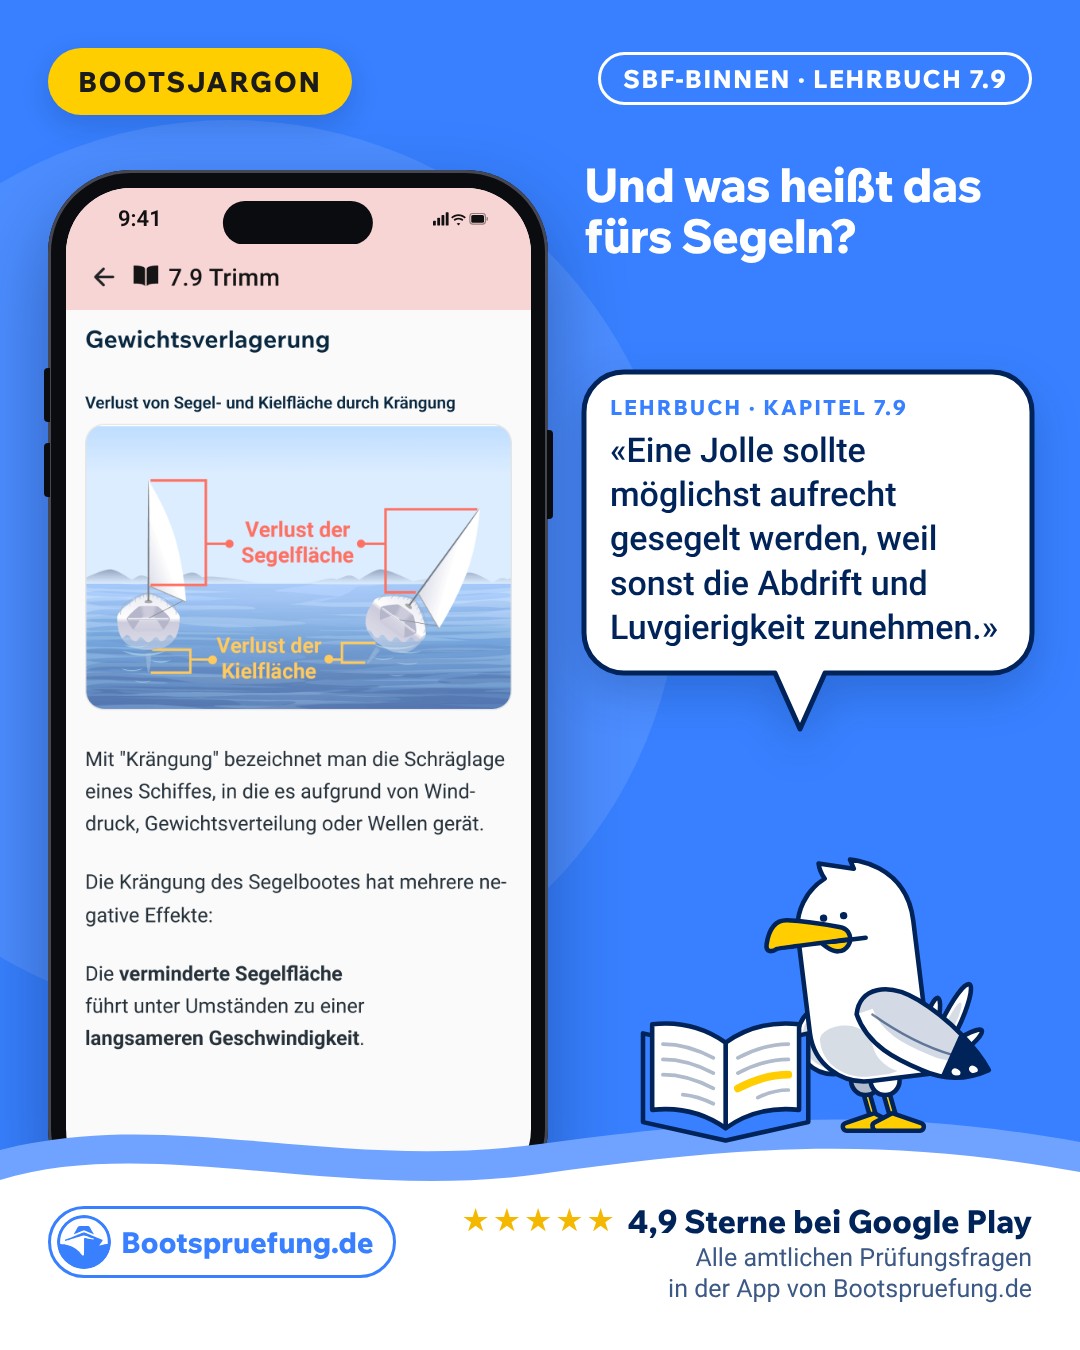 BOOTSJARGON
SBF-BINNEN · LEHRBUCH 7.9
Und was heißt das
fürs Segeln?
9:41
7.9 Trimm
Gewichtsverlagerung
Verlust von Segel- und Kielfläche durch Krängung
Verlust der
Segelfläche
Verlust der
Kielfläche
Mit "Krängung" bezeichnet man die Schräglage
eines Schiffes, in die es aufgrund von Wind-
druck, Gewichtsverteilung oder Wellen gerät.
Die Krängung des Segelbootes hat mehrere ne-
gative Effekte:
Die verminderte Segelfläche
führt unter Umständen zu einer
langsameren Geschwindigkeit.
LEHRBUCH · KAPITEL 7.9
«Eine Jolle sollte
möglichst aufrecht
gesegelt werden, weil
sonst die Abdrift und
Luvgierigkeit zunehmen.»
Bootspruefung.de
★★★★★ 4,9 Sterne bei Google Play
Alle amtlichen Prüfungsfragen
in der App von Bootspruefung.de